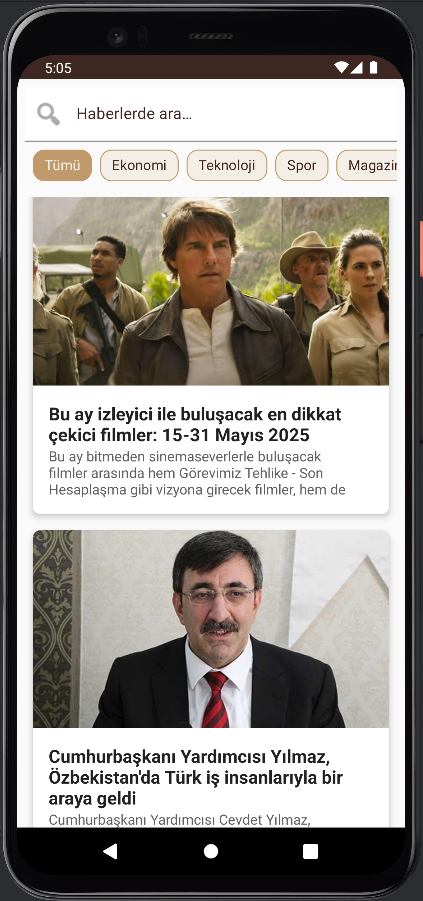 5:05
Haberlerde ara...
Tümü Ekonomi Teknoloji Spor Magazin
Bu ay izleyici ile buluşacak en dikkat
çekici filmler: 15-31 Mayıs 2025
Bu ay bitmeden sinemaseverlerle buluşacak
filmler arasında hem Görevimiz Tehlike - Son
Hesaplaşma gibi vizyona girecek filmler, hem de
Cumhurbaşkanı Yardımcısı Yılmaz,
Özbekistan'da Türk iş insanlarıyla bir
araya geldi
Cumhurbaşkanı Yardımcısı Cevdet Yılmaz,